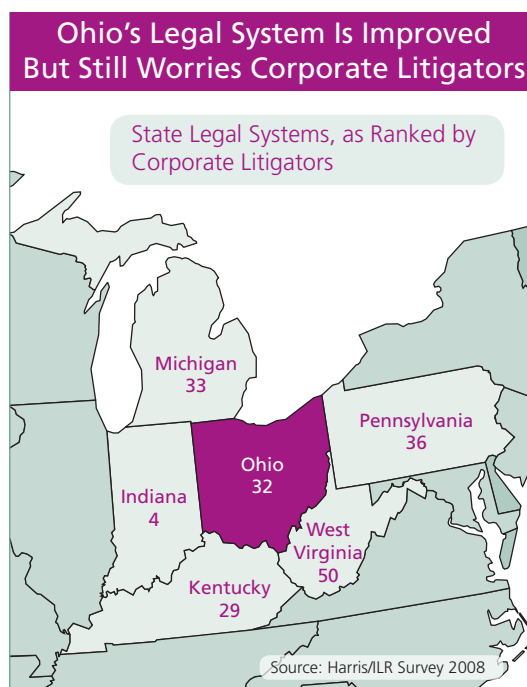 Ohio's Legal System Is Improved
But Still Worries Corporate Litigators
State Legal Systems, as Ranked by
Corporate Litigators
Michigan
33
Pennsylvania
36
Ohio
32
Indiana
4
West
Virginia
50
Kentucky
29
Source: Harris/ILR Survey 2008